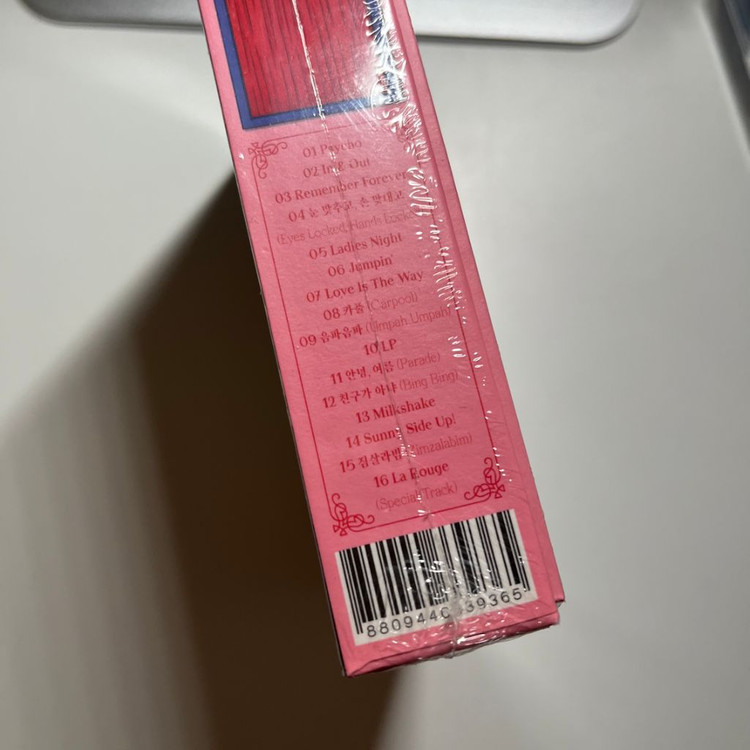 01 Psycho
02 In & Out
03 Remember Forever
04 눈 맞추고, 손 맞대고
(Eyes Locked, Hands Locked)
05 Ladies Night
06 Jumpin'
07 Love Is The Way
08 카풀 (Carpool)
09 음파음파 (Umpah Umpah)
10 LP
11 안녕, 여름 (Parade)
12 친구가 아냐 (Bing Bing)
13 Milkshake
14 Sunny Side Up!
15 짐살라빔 (Zimzalabim)
16 La Rouge
(Special Track)
8809440339365